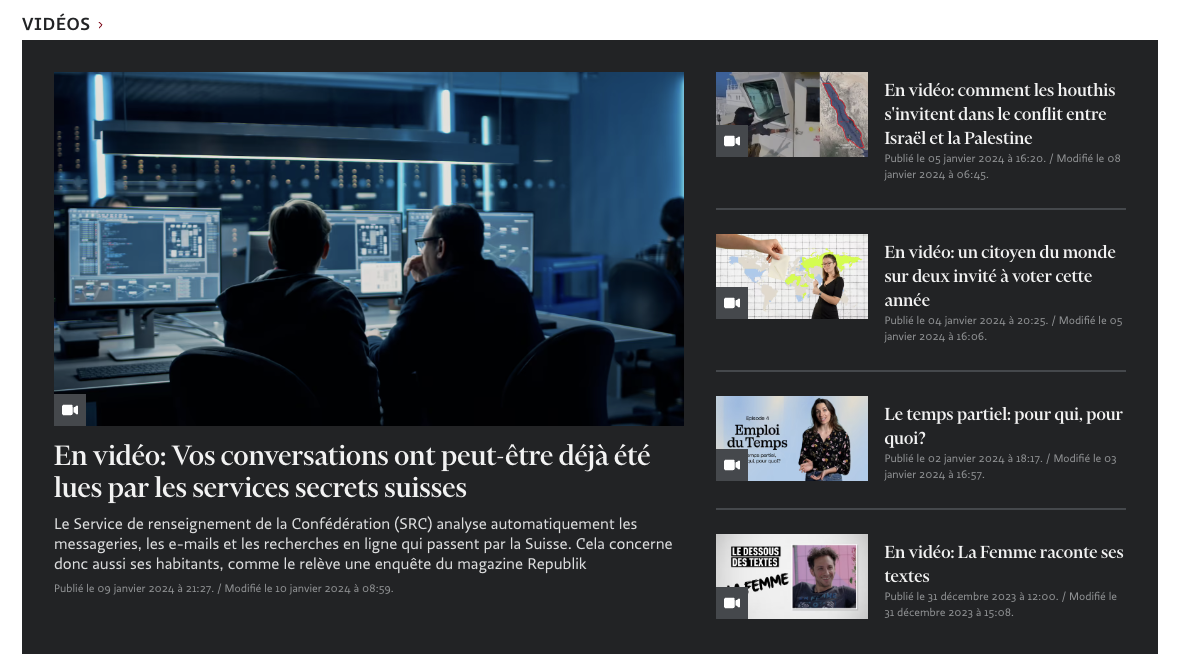 VIDÉOS ›
En vidéo: Vos conversations ont peut-être déjà été
lues par les services secrets suisses
Le Service de renseignement de la Confédération (SRC) analyse automatiquement les
messageries, les e-mails et les recherches en ligne qui passent par la Suisse. Cela concerne
donc aussi ses habitants, comme le relève une enquête du magazine Republik
Publié le 09 janvier 2024 à 21:27. / Modifié le 10 janvier 2024 à 08:59.
En vidéo: comment les houthis
s'invitent dans le conflit entre
Israël et la Palestine
Publié le 05 janvier 2024 à 16:20. / Modifié le 08
janvier 2024 à 06:45.
En vidéo: un citoyen du monde
sur deux invité à voter cette
année
Publié le 04 janvier 2024 à 20:25. / Modifié le 05
janvier 2024 à 16:06.
Episode 4
Emploi
du Temps
temps partiel,
pour quoi?
Le temps partiel: pour qui, pour
quoi?
Publié le 02 janvier 2024 à 18:17. / Modifié le 03
janvier 2024 à 16:57.
LE DESSOUS
DES TEXTES
LA FEMME
En vidéo: La Femme raconte ses
textes
Publié le 31 décembre 2023 à 12:00. / Modifié le
31 décembre 2023 à 15:08.